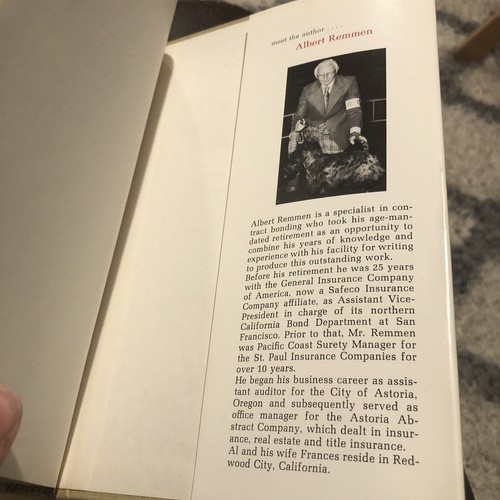 meet the author . . . .
Albert Remmen
Albert Remmen is a specialist in con-
tract bonding who took his age-man-
dated retirement as an opportunity to
combine his years of knowledge and
experience with his facility for writing
to produce this outstanding work.
Before his retirement he was 25 years
with the General Insurance Company
of America, now a Safeco Insurance
Company affiliate, as Assistant Vice-
President in charge of its northern
California Bond Department at San
Francisco. Prior to that, Mr. Remmen
was Pacific Coast Surety Manager for
the St. Paul Insurance Companies for
over 10 years.
He began his business career as assis-
tant auditor for the City of Astoria,
Oregon and subsequently served as
office manager for the Astoria Ab-
stract Company, which dealt in insur-
ance, real estate and title insurance.
Al and his wife Frances reside in Red-
wood City, California.